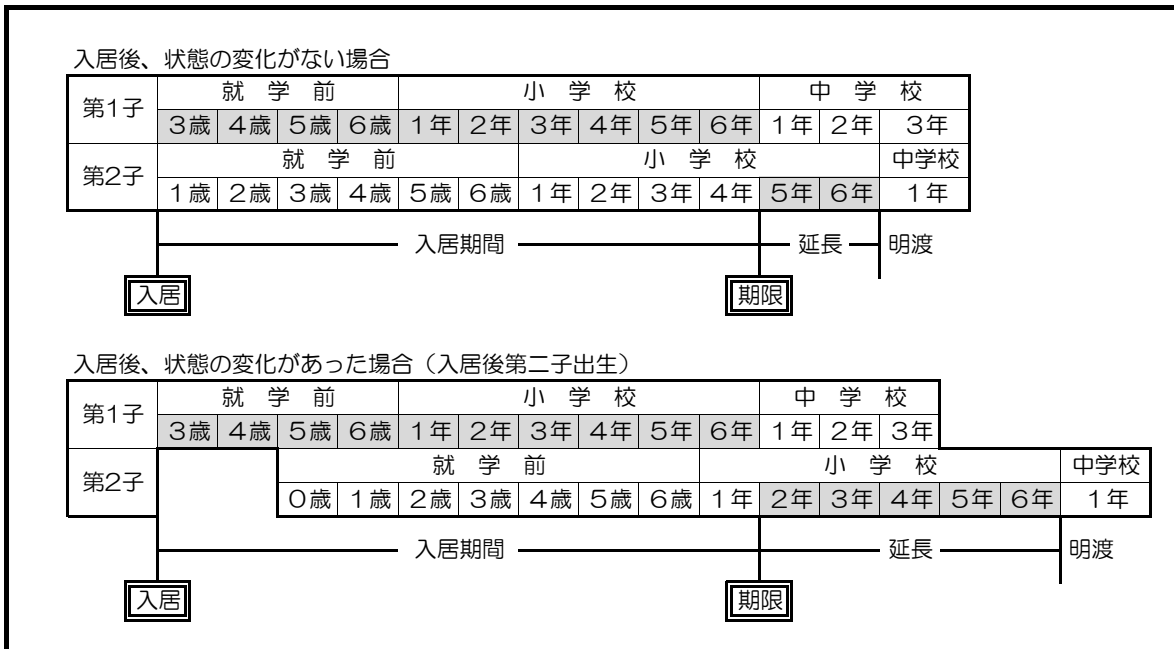 入居後、状態の変化がない場合
第1子 就学前 小学校 中学校
3歳 4歳 5歳 6歳 1年 2年 3年 4年 5年 6年 1年 2年 3年
第2子 就学前 小学校 中学校
1歳 2歳 3歳 4歳 5歳 6歳 1年 2年 3年 4年 5年 6年 1年
入居期間 延長 明渡
入居 期限
入居後、状態の変化があった場合（入居後第二子出生）
第1子 就学前 小学校 中学校
3歳 4歳 5歳 6歳 1年 2年 3年 4年 5年 6年 1年 2年 3年
第2子 就学前 小学校 中学校
0歳 1歳 2歳 3歳 4歳 5歳 6歳 1年 2年 3年 4年 5年 6年 1年
入居期間 延長 明渡
入居 期限